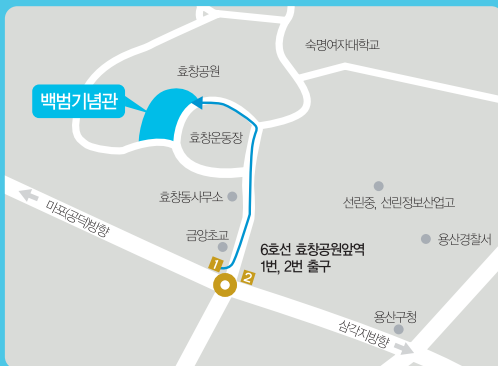 숙명여자대학교
효창공원
백범기념관
효창운동장
효창동사무소
선린중, 선린정보산업고
마포(공덕)방향
금양초교
용산경찰서
6호선 효창공원앞역
1번, 2번 출구
1
2
용산구청
삼각지방향